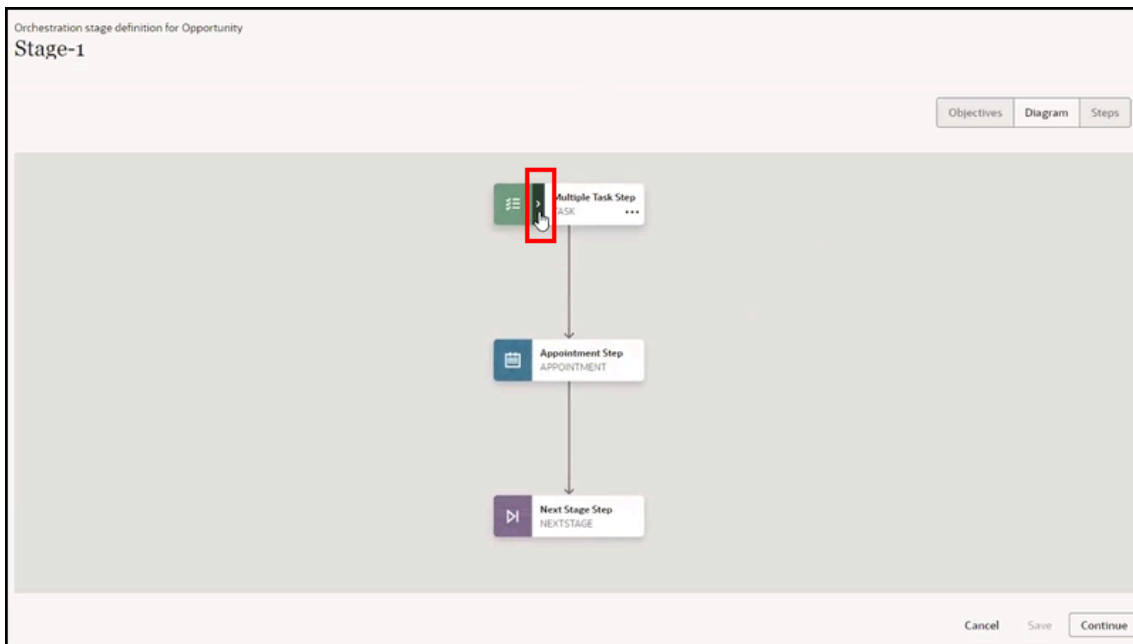 Orchestration stage definition for Opportunity
Stage-1
Objectives Diagram Steps
Multiple Task Step
TASK
Appointment Step
APPOINTMENT
Next Stage Step
NEXTSTAGE
Cancel Save Continue